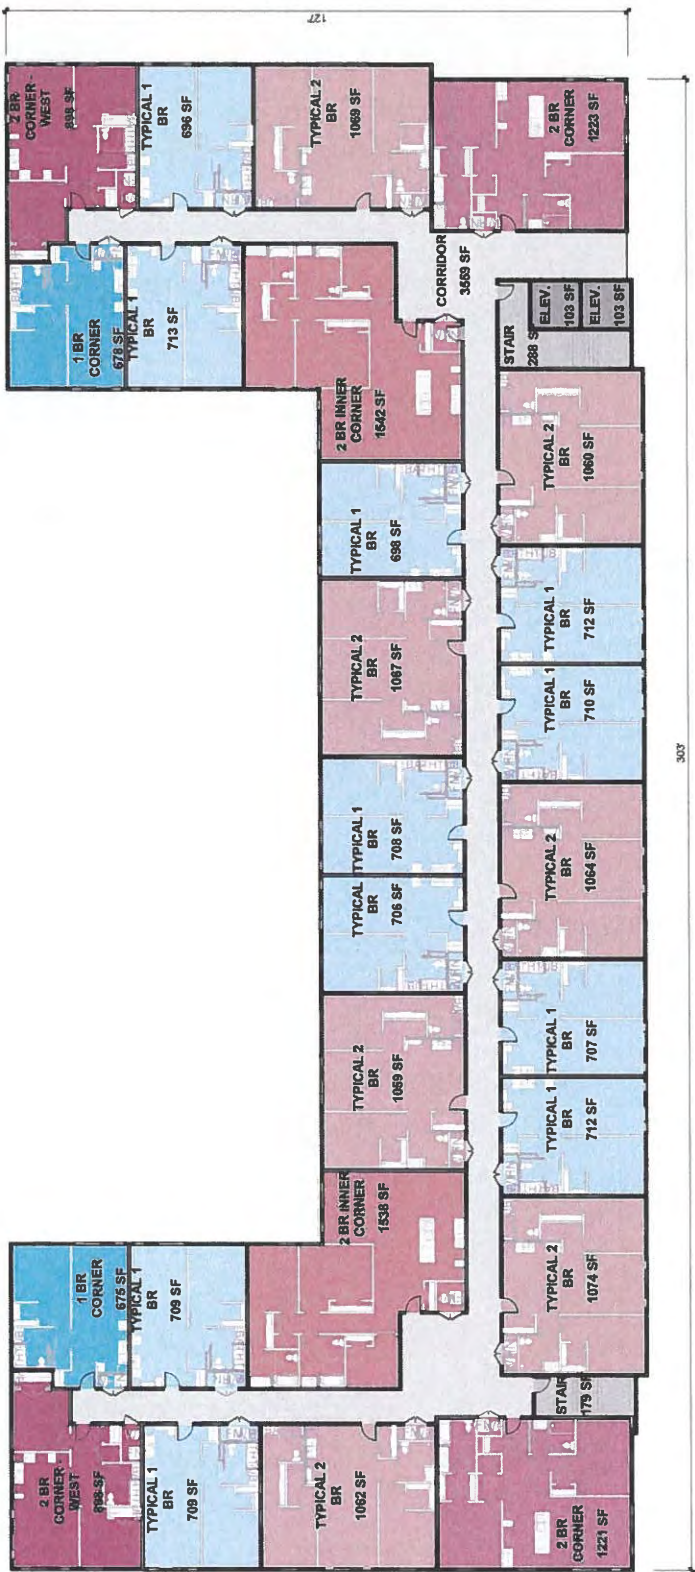 127'
2 BR
CORNER -
WEST
TYPICAL 1
BR
696 SF
TYPICAL 2
BR
1069 SF
2 BR
CORNER
1223 SF
1 BR
CORNER
678 SF
TYPICAL 1
BR
713 SF
CORRIDOR
3569 SF
2 BR INNER
CORNER
1542 SF
STAIR
288 S
ELEV.
103 SF
ELEV.
103 SF
TYPICAL 1
BR
698 SF
TYPICAL 2
BR
1060 SF
TYPICAL 2
BR
1067 SF
TYPICAL 1
BR
712 SF
TYPICAL 1
BR
710 SF
TYPICAL 1
BR
708 SF
TYPICAL 2
BR
1064 SF
TYPICAL
BR
706 SF
TYPICAL 1
BR
707 SF
TYPICAL 2
BR
1069 SF
TYPICAL 1
BR
712 SF
2 BR INNER
CORNER
1538 SF
TYPICAL 2
BR
1074 SF
1 BR
CORNER
675 SF
TYPICAL 1
BR
709 SF
STAIR
179 SF
2 BR
CORNER -
WEST
TYPICAL 1
BR
709 SF
TYPICAL 2
BR
1062 SF
2 BR
CORNER
1221 SF
303'